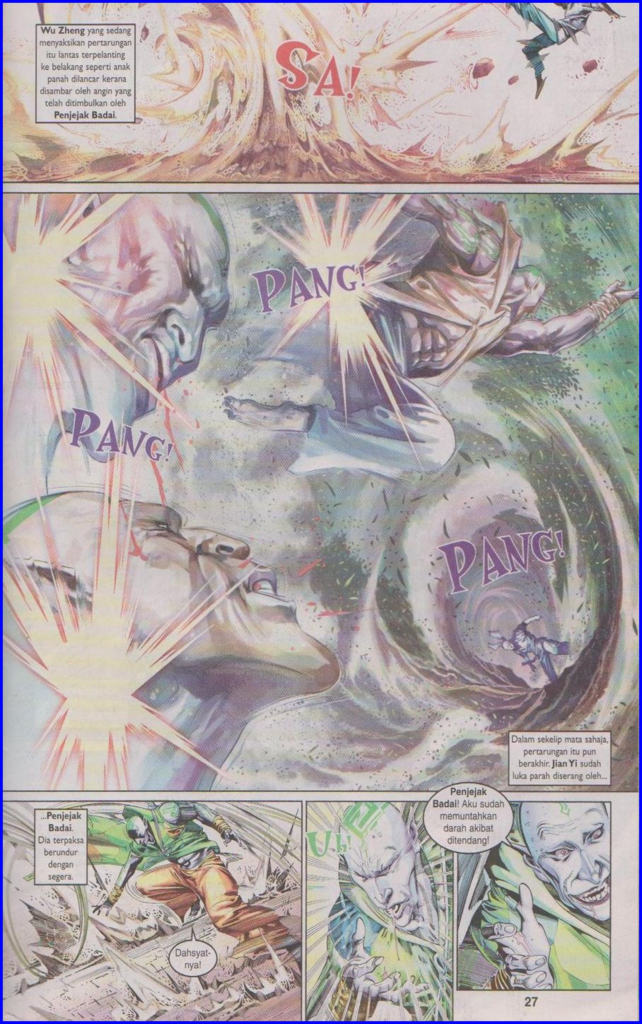 Wu Zheng yang sedang
menyaksikan pertarungan
itu lantas terpelanting
ke belakang seperti anak
panah dilancar kerana
disambar oleh angin yang
telah ditimbulkan oleh
Penjejak Badai.
SA!
PANG!
PANG!
PANG!
Dalam sekelip mata sahaja,
pertarungan itu pun
berakhir. Jian Yi sudah
luka parah diserang oleh...
...Penjejak
Badai.
Dia terpaksa
berundur
dengan
segera.
Dahsyat-
nya!
Uh!
Penjejak
Badai! Aku sudah
memuntahkan
darah akibat
ditendang!
27